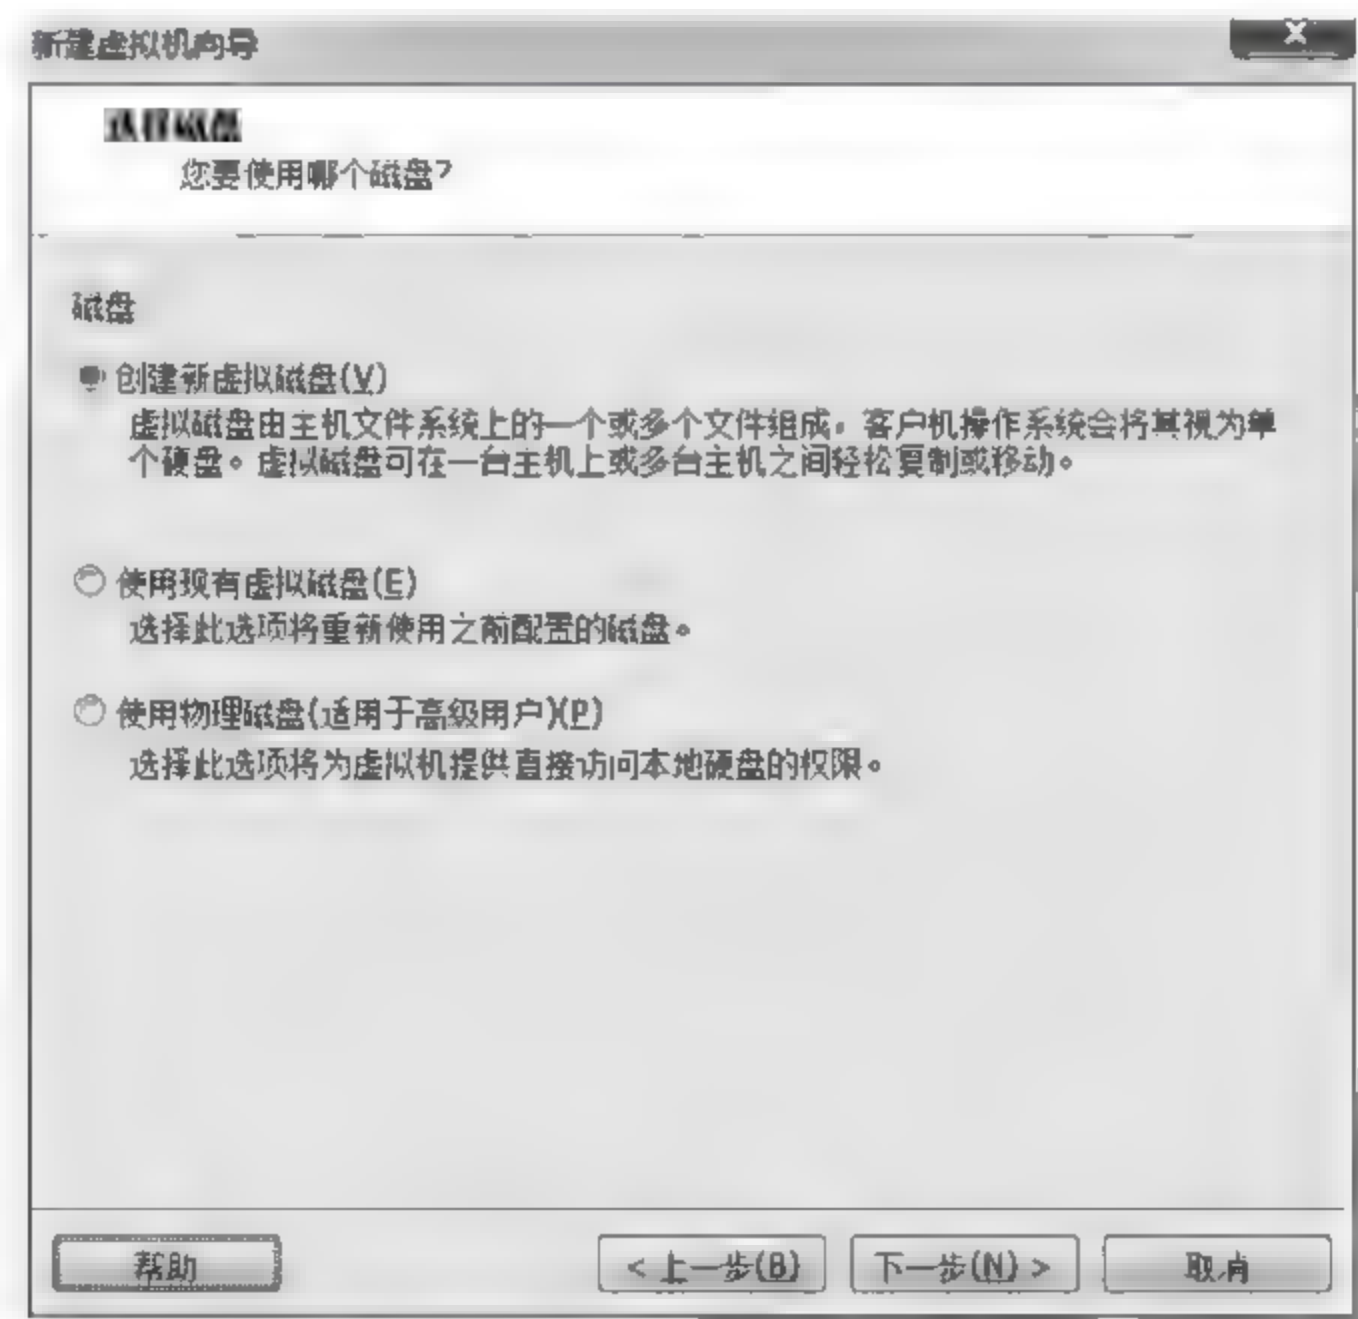 新建虚拟机向导
X
选择磁盘
您要使用哪个磁盘?
磁盘
创建新虚拟磁盘(V)
虚拟磁盘由主机文件系统上的一个或多个文件组成,客户机操作系统会将其视为单
个硬盘。虚拟磁盘可在一台主机上或多台主机之间轻松复制或移动。
使用现有虚拟磁盘(E)
选择此选项将重新使用之前配置的磁盘。
使用物理磁盘(适用于高级用户)(P)
选择此选项将为虚拟机提供直接访问本地硬盘的权限。
帮助
< 上一步(B)
下一步(N) >
取消